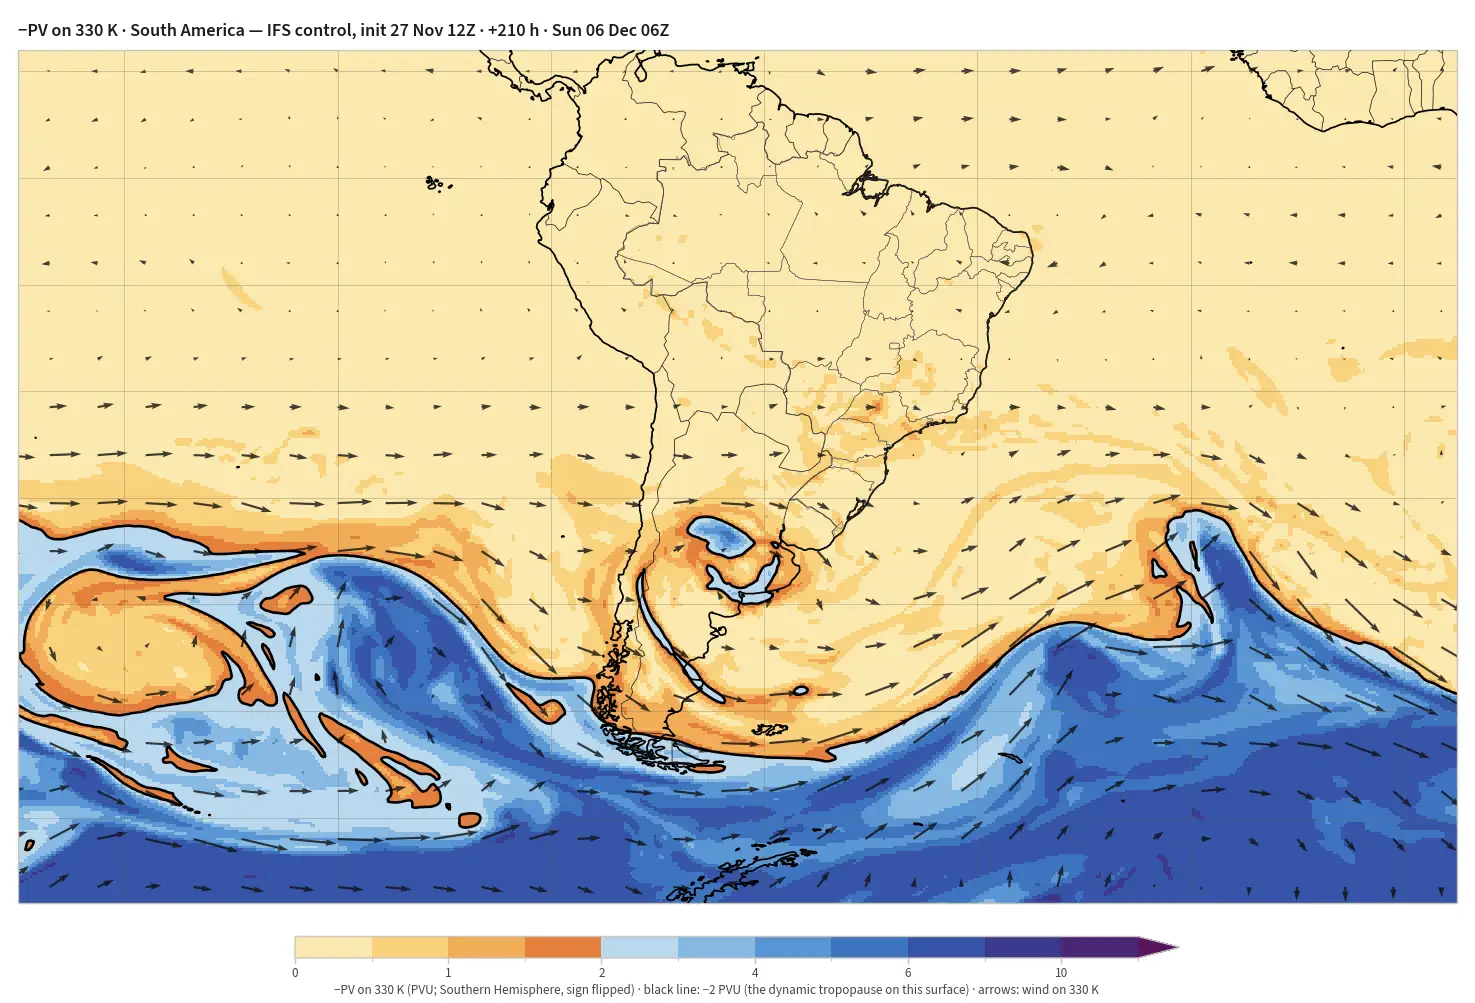 −PV on 330 K · South America — IFS control, init 27 Nov 12Z · +210 h · Sun 06 Dec 06Z
0 1 2 4 6 10
−PV on 330 K (PVU; Southern Hemisphere, sign flipped) · black line: −2 PVU (the dynamic tropopause on this surface) · arrows: wind on 330 K